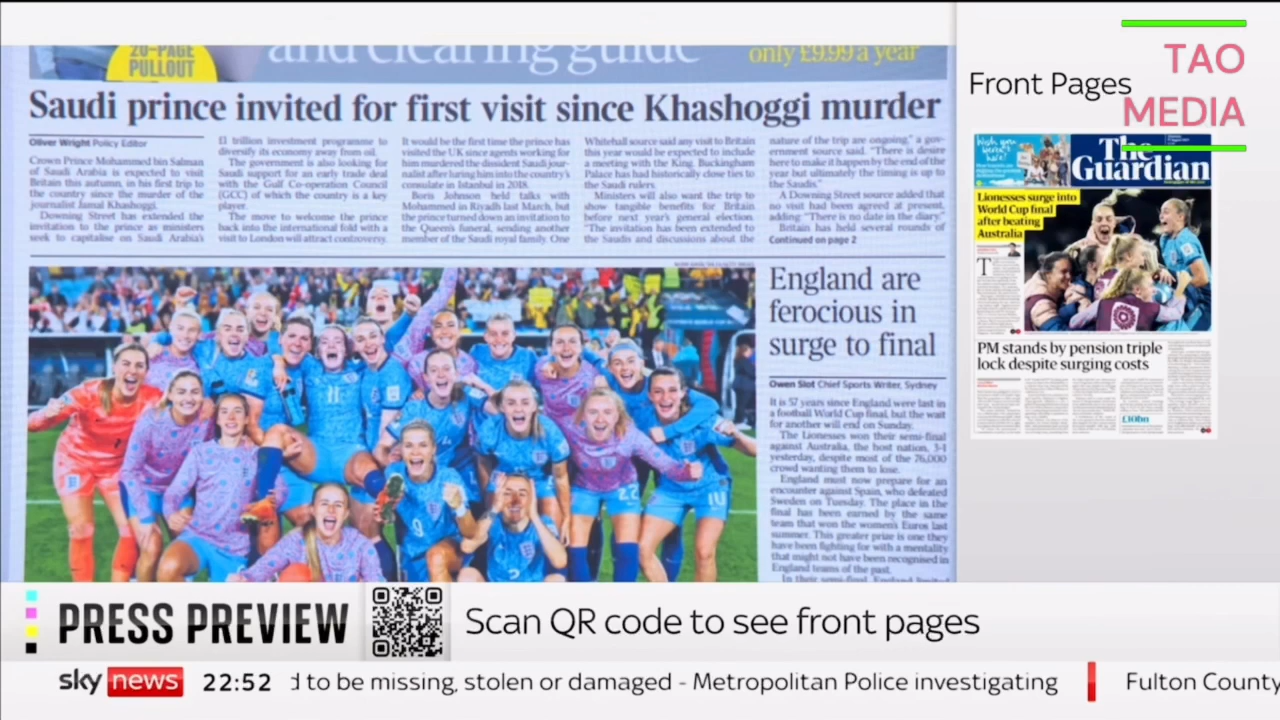 20-PAGE
PULLOUT
and clearing guide
only £9.99 a year
Saudi prince invited for first visit since Khashoggi murder
Oliver Wright Policy Editor
Crown Prince Mohammed bin Salman
of Saudi Arabia is expected to visit
Britain this autumn, in his first trip to
the country since the murder of the
journalist Jamal Khashoggi.
Downing Street has extended the
invitation to the prince as ministers
seek to capitalise on Saudi Arabia's
£1 trillion investment programme to
diversify its economy away from oil.
The government is also looking for
Saudi support for an early trade deal
with the Gulf Co-operation Council
(GCC) of which the country is a key
player.
The move to welcome the prince
back into the international fold with a
visit to London will attract controversy.
It would be the first time the prince has
visited the UK since agents working for
him murdered the dissident Saudi jour-
nalist after luring him into the country's
consulate in Istanbul in 2018.
Boris Johnson held talks with
Mohammed in Riyadh last March, but
the prince turned down an invitation to
the Queen's funeral, sending another
member of the Saudi royal family. One
Whitehall source said any visit to Britain
this year would be expected to include
a meeting with the King. Buckingham
Palace has had historically close ties to
the Saudi rulers.
Ministers will also want the trip to
show tangible benefits for Britain
before next year's general election.
"The invitation has been extended to
the Saudis and discussions about the
nature of the trip are ongoing," a gov-
ernment source said. "There is a desire
here to make it happen by the end of the
year but ultimately the timing is up to
the Saudis."
A Downing Street source added that
no visit had been agreed at present,
adding: "There is no date in the diary."
Britain has held several rounds of
Continued on page 2
England are
ferocious in
surge to final
Owen Slot Chief Sports Writer, Sydney
It is 57 years since England were last in
a football World Cup final, but the wait
for another will end on Sunday.
The Lionesses won their semi-final
against Australia, the host nation, 3-1
yesterday, despite most of the 76,000
crowd wanting them to lose.
England must now prepare for an
encounter against Spain, who defeated
Sweden on Tuesday. The place in the
final has been earned by the same
team that won the women's Euros last
summer. This greater prize is one they
have been fighting for with a mentality
that might not have been recognised in
England teams of the past.
In their semi-final, England limited
11
9
22
10
2
Front Pages
TAO
MEDIA
The
Guardian
Lionesses surge into
World Cup final
after beating
Australia
PM stands by pension triple
lock despite surging costs
£10bn
PRESS PREVIEW
Scan QR code to see front pages
sky news 22:52 d to be missing, stolen or damaged - Metropolitan Police investigating Fulton County